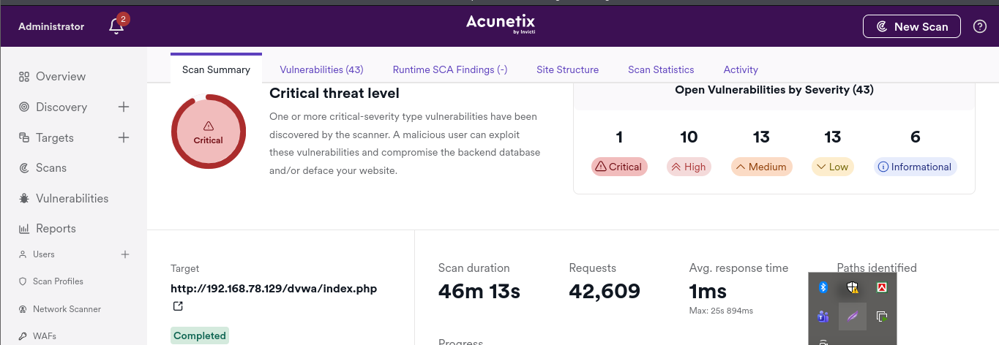 Administrator
2
Acunetix
by Invicti
New Scan
Overview
Discovery
Targets
Scans
Vulnerabilities
Reports
Users
Scan Profiles
Network Scanner
WAFs
Scan Summary
Vulnerabilities (43)
Runtime SCA Findings (-)
Site Structure
Scan Statistics
Activity
Critical
Critical threat level
One or more critical-severity type vulnerabilities have been
discovered by the scanner. A malicious user can exploit
these vulnerabilities and compromise the backend database
and/or deface your website.
Open Vulnerabilities by Severity (43)
1 10 13 13 6
Critical High Medium Low Informational
Target
http://192.168.78.129/dvwa/index.php
Completed
Scan duration
46m 13s
Requests
42,609
Avg. response time
1ms
Max: 25s 894ms
Paths identified
Progress